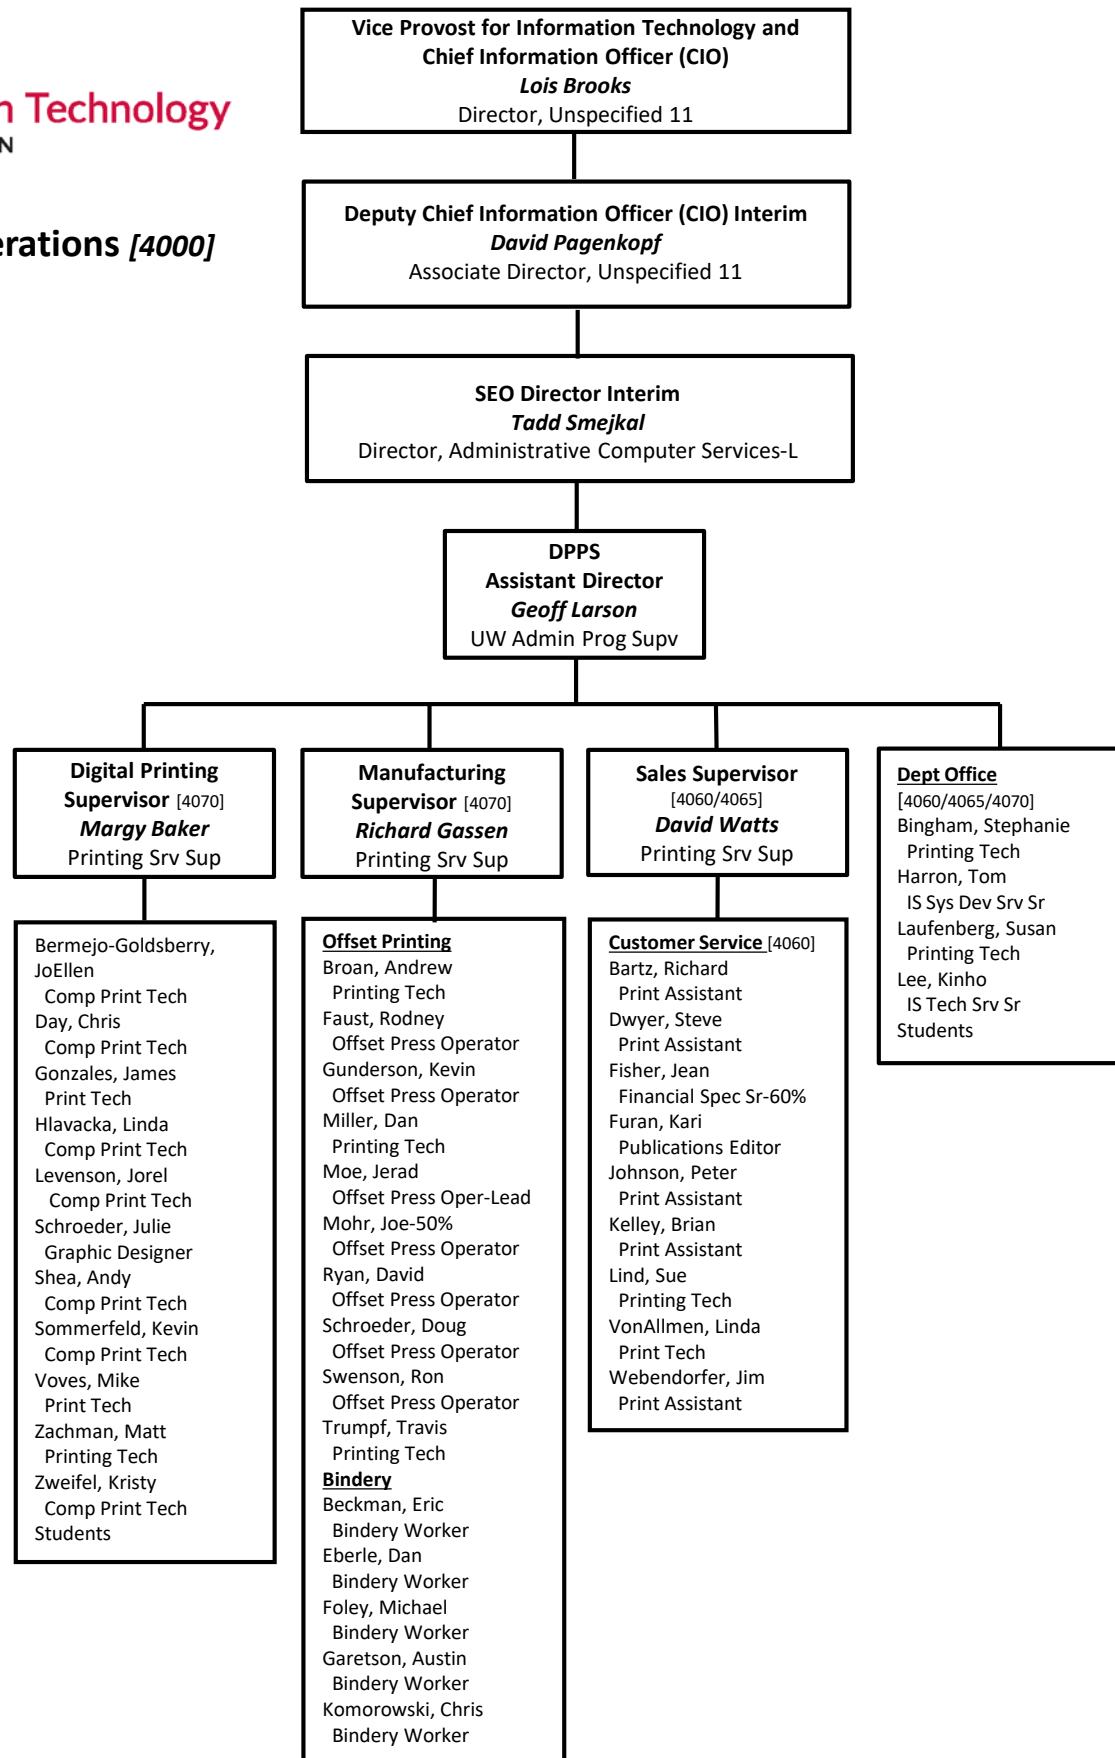 Vice Provost for Information Technology and
Chief Information Officer (CIO)
Lois Brooks
Director, Unspecified 11
Technology
N
[4000]
Deputy Chief Information Officer (CIO) Interim
David Pagenkopf
Associate Director, Unspecified 11
SEO Director Interim
Tadd Smejkal
Director, Administrative Computer Services-L
DPPS
Assistant Director
Geoff Larson
UW Admin Prog Supv
Digital Printing
Supervisor [4070]
Margy Baker
Printing Srv Sup
Bermejo-Goldsberry,
JoEllen
Comp Print Tech
Day, Chris
Comp Print Tech
Gonzales, James
Print Tech
Hlavacka, Linda
Comp Print Tech
Levenson, Jorel
Comp Print Tech
Schroeder, Julie
Graphic Designer
Shea, Andy
Comp Print Tech
Sommerfeld, Kevin
Comp Print Tech
Voves, Mike
Print Tech
Zachman, Matt
Printing Tech
Zweifel, Kristy
Comp Print Tech
Students
Manufacturing
Supervisor [4070]
Richard Gassen
Printing Srv Sup
Offset Printing
Broan, Andrew
Printing Tech
Faust, Rodney
Offset Press Operator
Gunderson, Kevin
Offset Press Operator
Miller, Dan
Printing Tech
Moe, Jerad
Offset Press Oper-Lead
Mohr, Joe-50%
Offset Press Operator
Ryan, David
Offset Press Operator
Schroeder, Doug
Offset Press Operator
Swenson, Ron
Offset Press Operator
Trumpf, Travis
Printing Tech
Bindery
Beckman, Eric
Bindery Worker
Eberle, Dan
Bindery Worker
Foley, Michael
Bindery Worker
Garetson, Austin
Bindery Worker
Komorowski, Chris
Bindery Worker
Sales Supervisor
[4060/4065]
David Watts
Printing Srv Sup
Customer Service [4060]
Bartz, Richard
Print Assistant
Dwyer, Steve
Print Assistant
Fisher, Jean
Financial Spec Sr-60%
Furan, Kari
Publications Editor
Johnson, Peter
Print Assistant
Kelley, Brian
Print Assistant
Lind, Sue
Printing Tech
VonAllmen, Linda
Print Tech
Webendorfer, Jim
Print Assistant
Dept Office
[4060/4065/4070]
Bingham, Stephanie
Printing Tech
Harron, Tom
IS Sys Dev Srv Sr
Laufenberg, Susan
Printing Tech
Lee, Kinho
IS Tech Srv Sr
Students